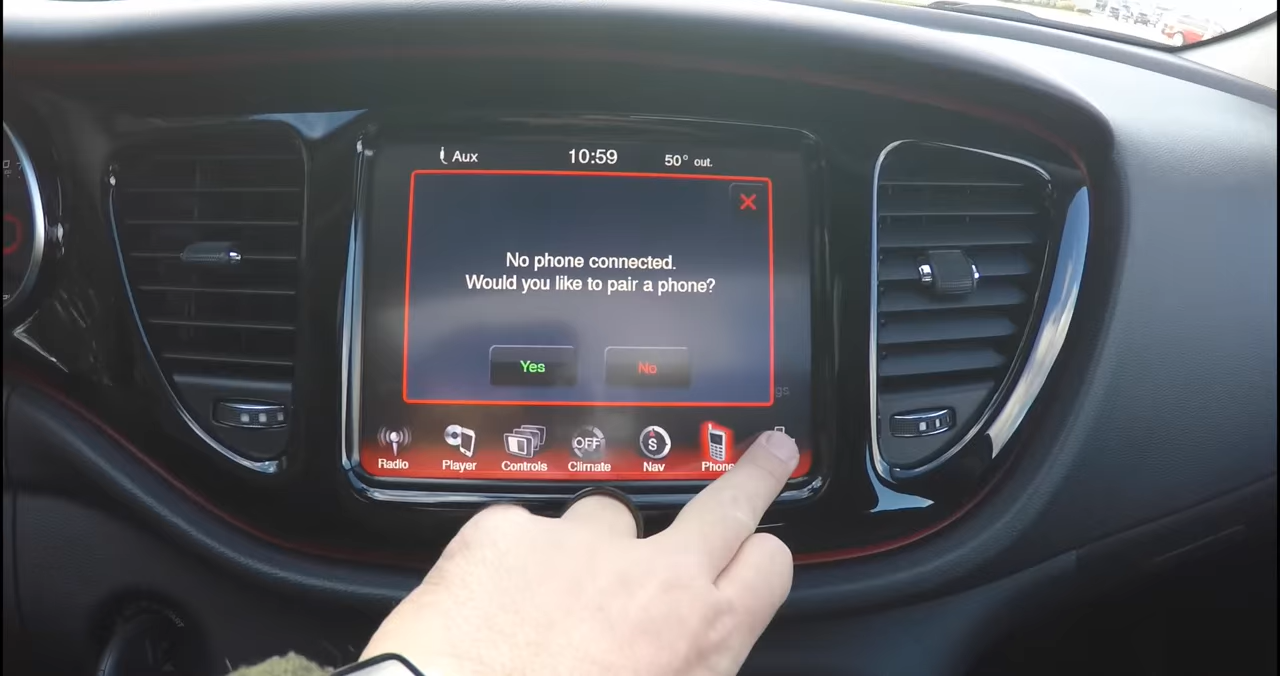 Aux 10:59 50° out.
No phone connected.
Would you like to pair a phone?
Yes No
gs
OFF S
Radio Player Controls Climate Nav Phone